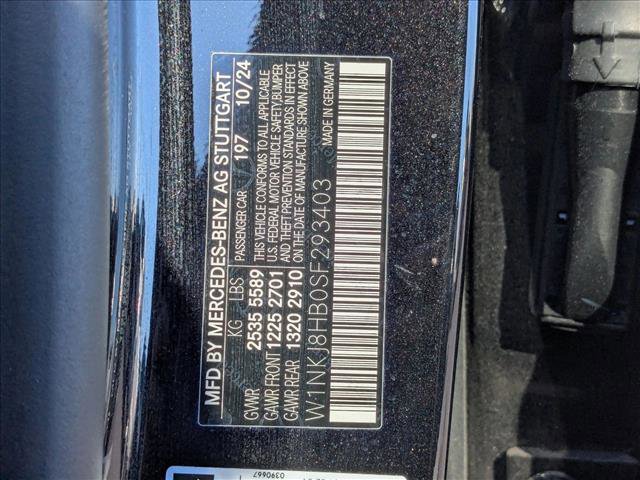 MFD BY MERCEDES-BENZ AG STUTTGART
KG LBS PASSENGER CAR 197 10/24
GVWR 2535 5589 THIS VEHICLE CONFORMS TO ALL APPLICABLE
GAWR FRONT 1225 2701 U.S. FEDERAL MOTOR VEHICLE SAFETY,BUMPER
GAWR REAR 1320 2910 AND THEFT PREVENTION STANDARDS IN EFFECT
ON THE DATE OF MANUFACTURE SHOWN ABOVE
W1NKJ8HB0SF293403 MADE IN GERMANY
0390667